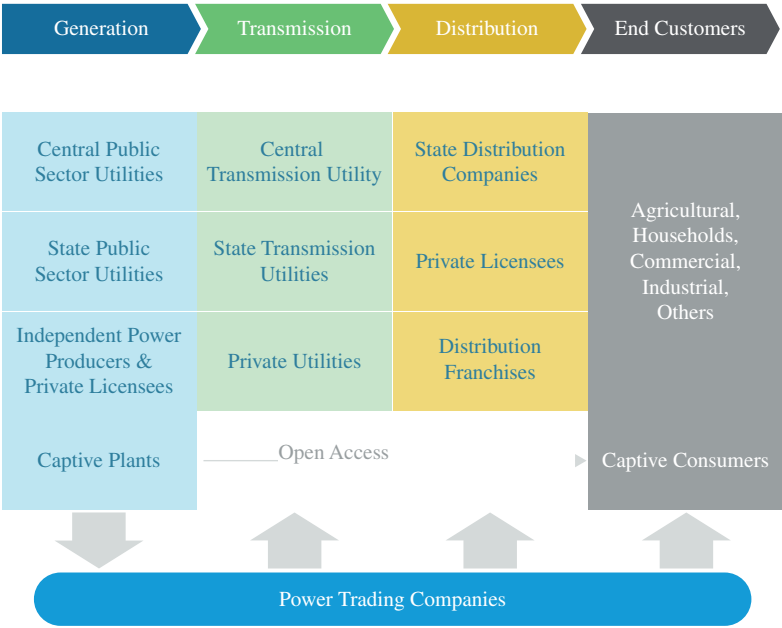 Generation
Transmission
Distribution
End Customers
Central Public
Sector Utilities
Central
Transmission Utility
State Distribution
Companies
State Public
Sector Utilities
State Transmission
Utilities
Private Licensees
Agricultural,
Households,
Commercial,
Industrial,
Others
Independent Power
Producers &
Private Licensees
Private Utilities
Distribution
Franchises
Captive Plants
Open Access
Captive Consumers
Power Trading Companies